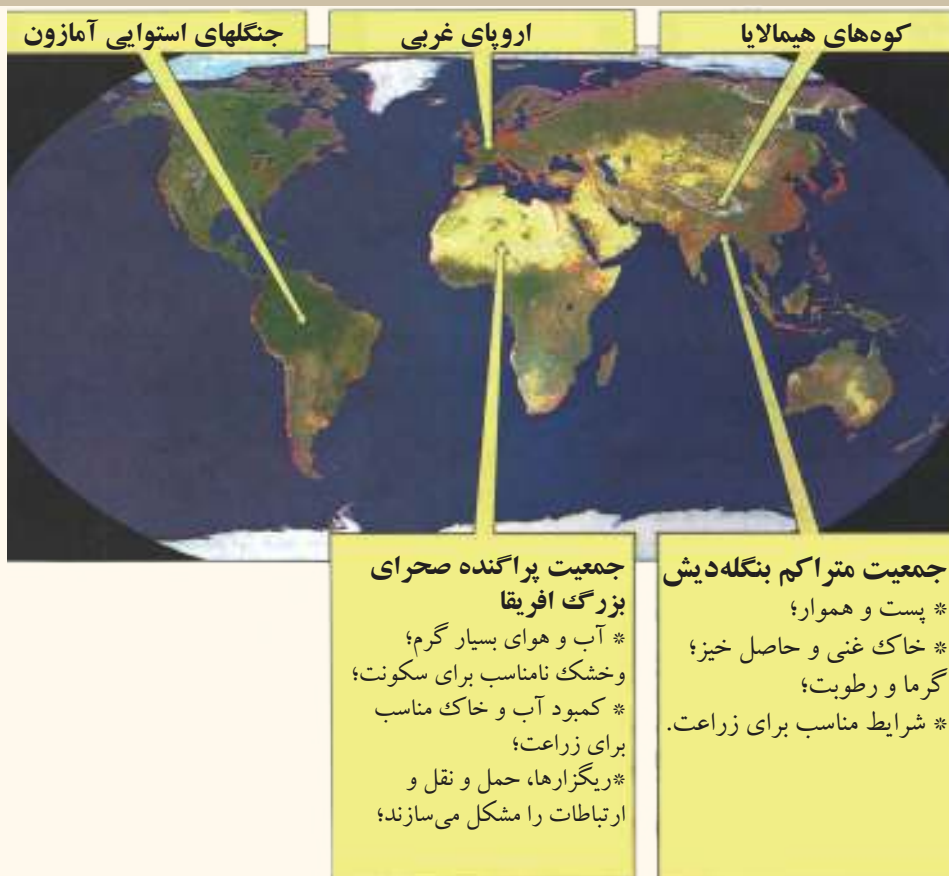 کوه‌های هیمالایا
اروپای غربی
جنگلهای استوایی آمازون
جمعیت متراکم بنگله‌دیش
* پست و هموار؛
* خاک غنی و حاصل خیز؛
گرما و رطوبت؛
* شرایط مناسب برای زراعت.
جمعیت پراگنده صحرای
بزرگ افریقا
* آب و هوای بسیار گرم؛
وخشک نامناسب برای سکونت؛
* کمبود آب و خاک مناسب
برای زراعت؛
*ریگزارها، حمل و نقل و
ارتباطات را مشکل می‌سازند؛